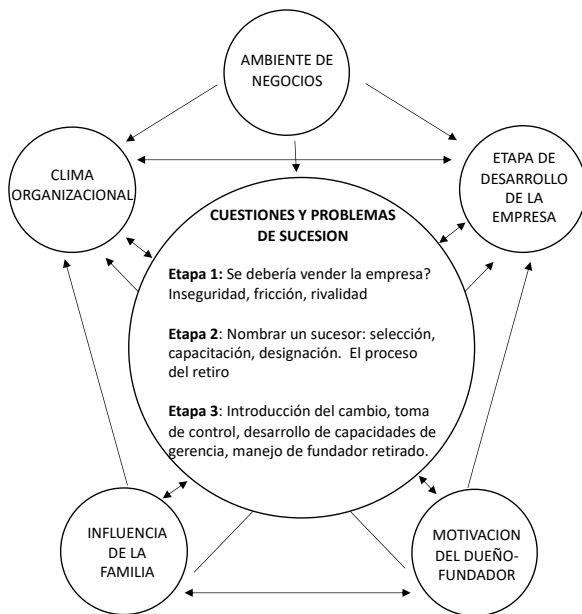 AMBIENTE DE
NEGOCIOS
CLIMA
ORGANIZACIONAL
ETAPA DE
DESARROLLO
DE LA
EMPRESA
CUESTIONES Y PROBLEMAS
DE SUCESION
Etapa 1: Se debería vender la empresa?
Inseguridad, fricción, rivalidad
Etapa 2: Nombrar un sucesor: selección,
capacitación, designación. El proceso
del retiro
Etapa 3: Introducción del cambio, toma
de control, desarrollo de capacidades de
gerencia, manejo de fundador retirado.
INFLUENCIA
DE LA
FAMILIA
MOTIVACION
DEL DUEÑO-
FUNDADOR